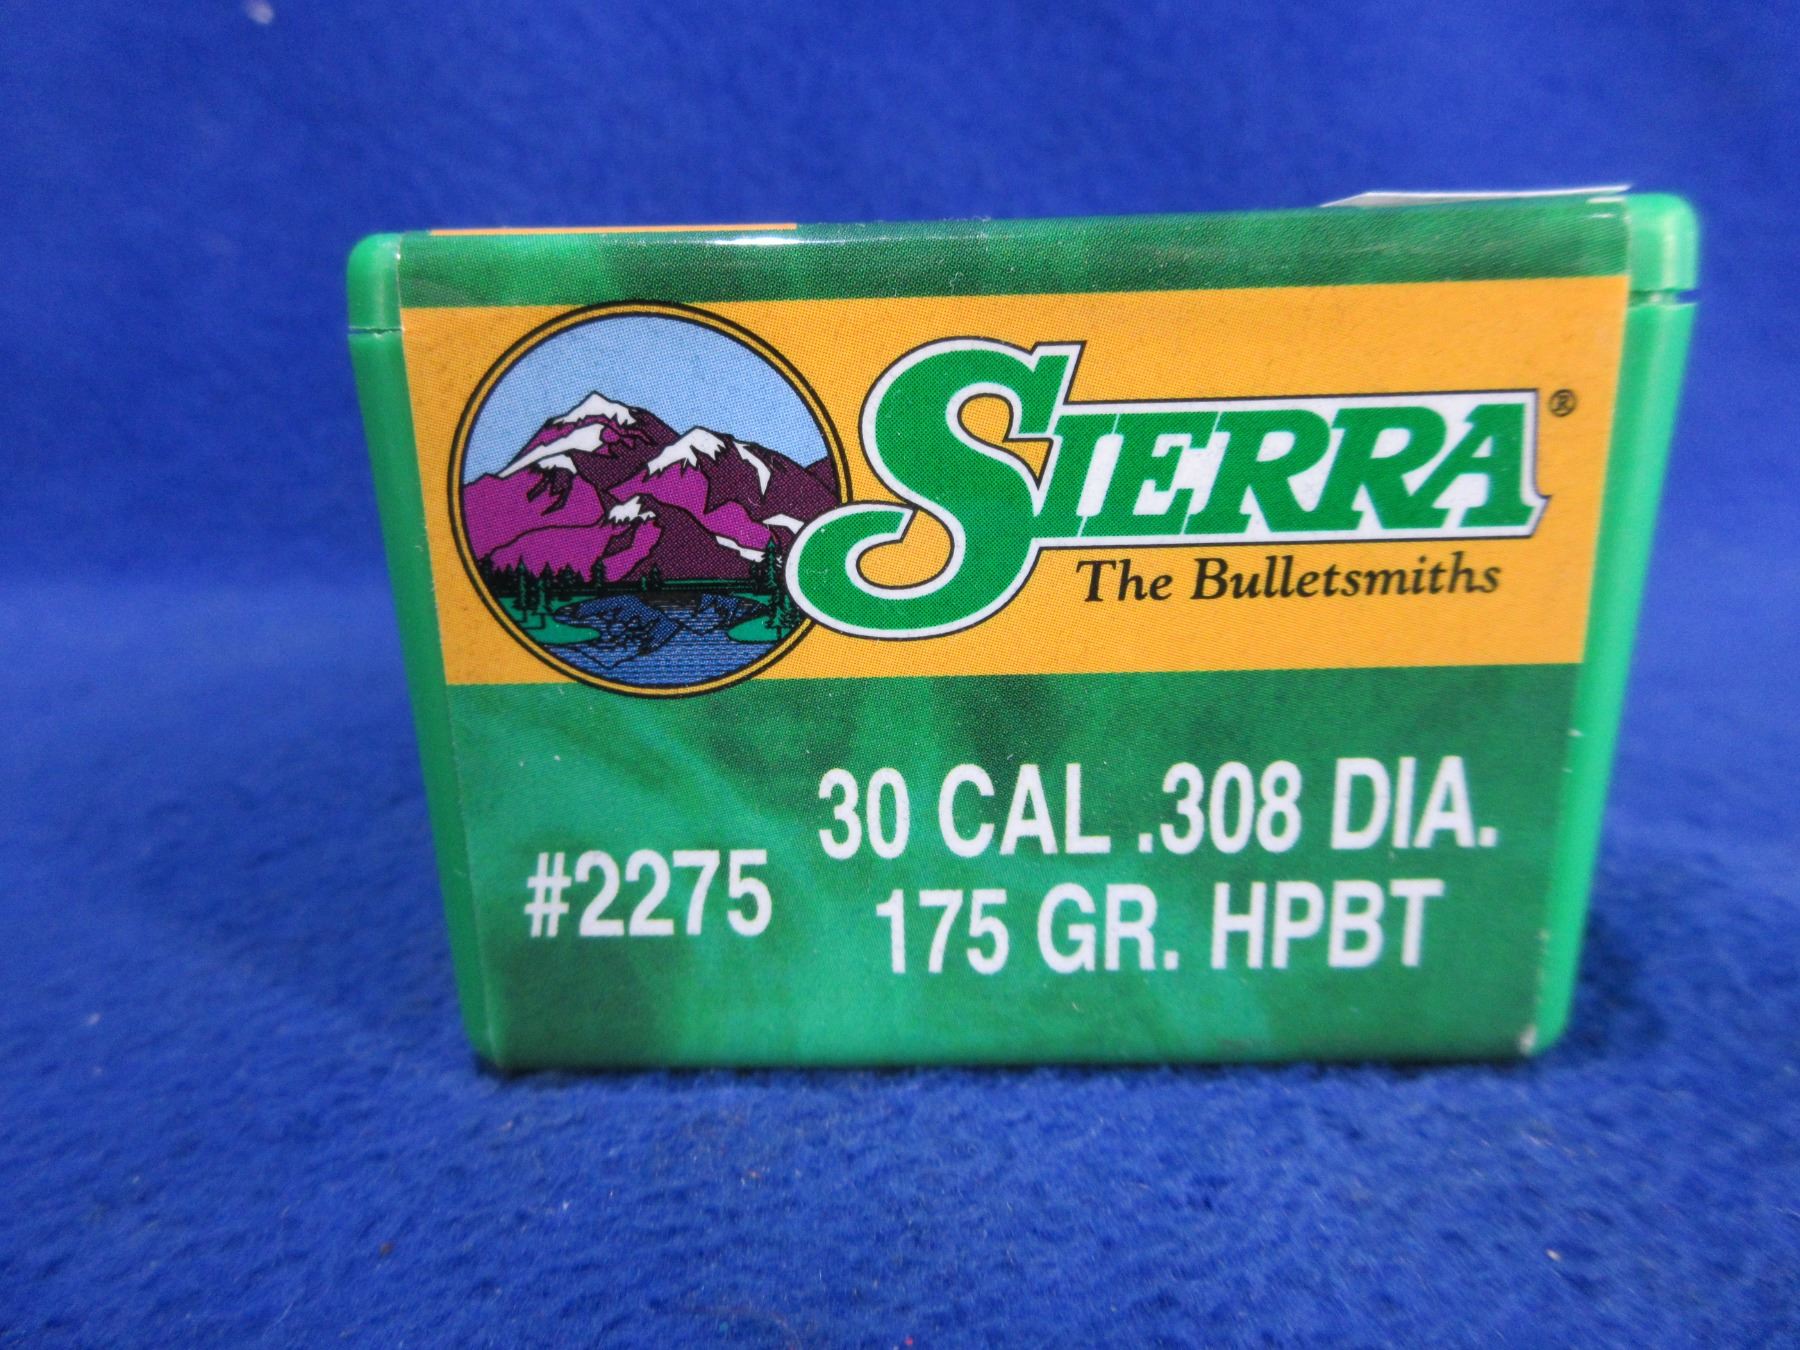 SIERRA®
The Bulletsmiths
#2275
30 CAL .308 DIA.
175 GR. HPBT